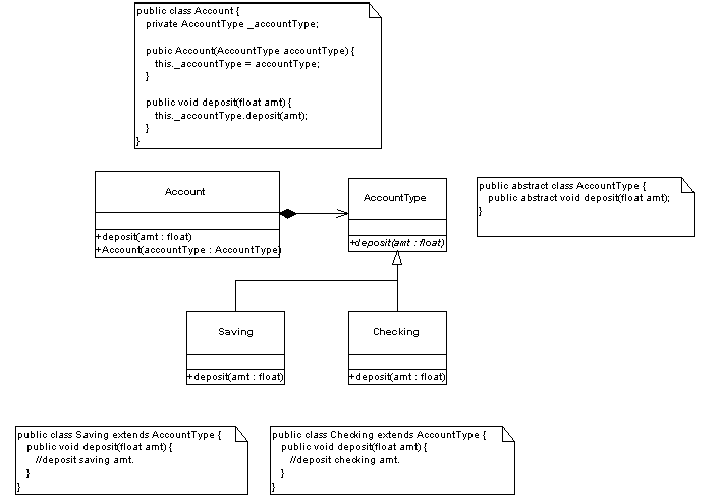 public class Account {
private AccountType _accountType;
pubic Account(AccountType accountType) {
this._accountType = accountType;
}
public void deposit(float amt) {
this._accountType.deposit(amt);
}
}
Account
+deposit(amt : float)
+Account(accountType : AccountType)
AccountType
+deposit(amt : float)
public abstract class AccountType {
public abstract void deposit(float amt);
}
Saving
+deposit(amt : float)
Checking
+deposit(amt : float)
public class Saving extends AccountType {
public void deposit(float amt) {
//deposit saving amt.
}
}
public class Checking extends AccountType {
public void deposit(float amt) {
//deposit checking amt.
}
}